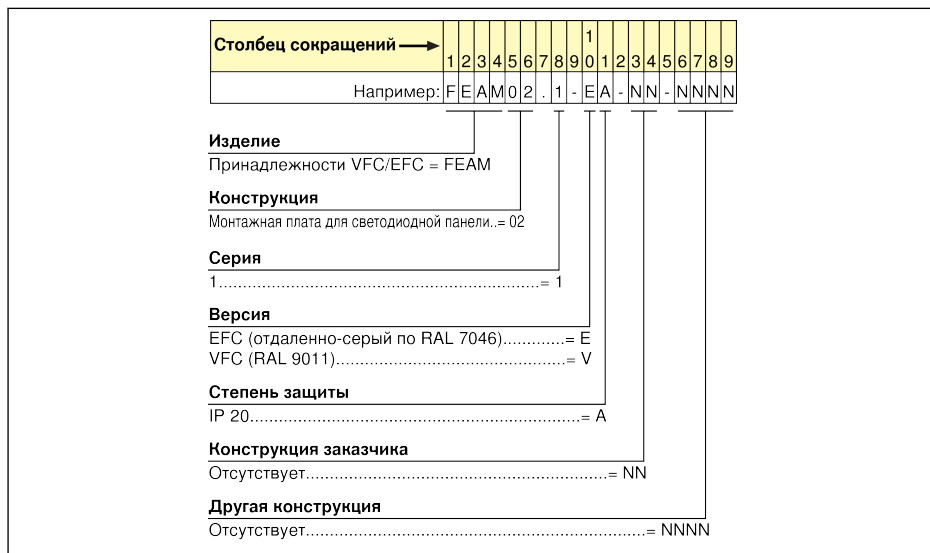 Столбец сокращений
1
1 2 3 4 5 6 7 8 9 0 1 2 3 4 5 6 7 8 9
Например: F E A M 0 2 . 1 - E A - N N - N N N N
Изделие
Принадлежности VFC/EFC = FEAM
Конструкция
Монтажная плата для светодиодной панели..= 02
Серия
1.......................................................= 1
Версия
EFC (отдаленно-серый по RAL 7046).............= E
VFC (RAL 9011)........................................= V
Степень защиты
IP 20..........................................................= A
Конструкция заказчика
Отсутствует.....................................................= NN
Другая конструкция
Отсутствует............................................................= NNNN